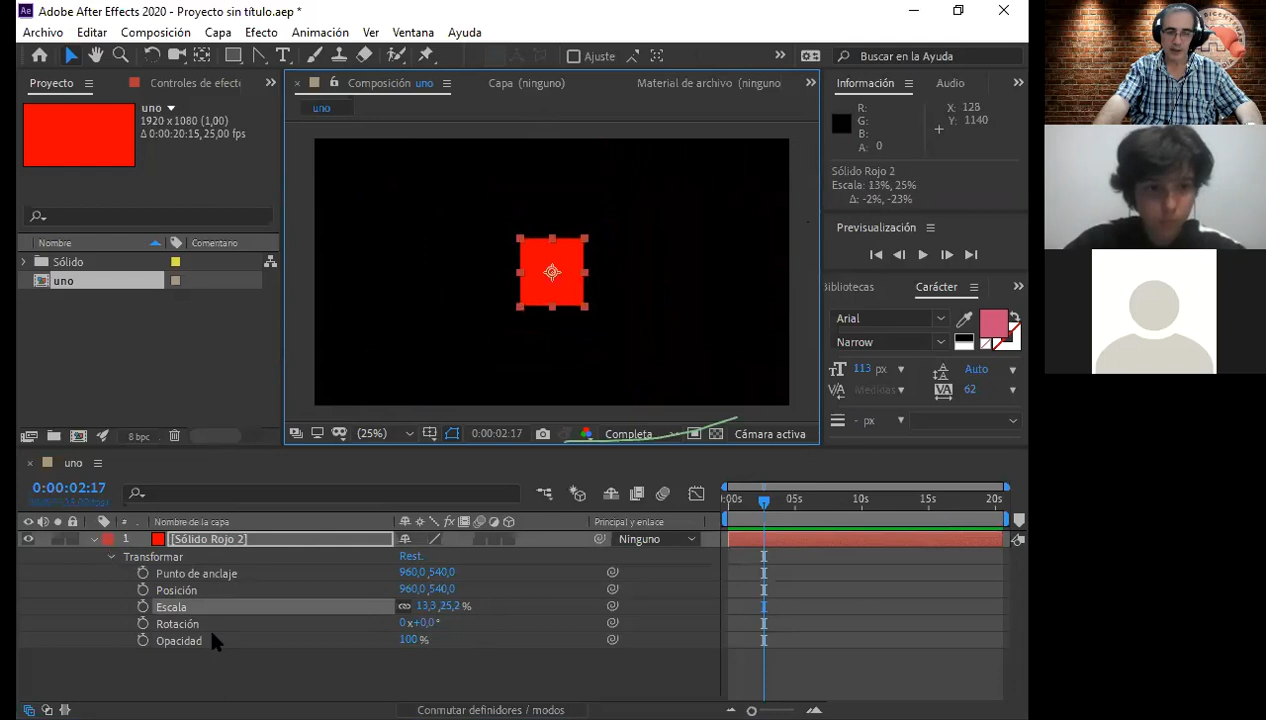 Adobe After Effects 2020 - Proyecto sin título.aep *
Archivo Editar Composición Capa Efecto Animación Ver Ventana Ayuda
Ajuste
Buscar en la Ayuda
Proyecto
Controles de efect
uno
1920 x 1080 (1,00)
Δ 0:00:20:15, 25,00 fps
Nombre
Comentario
Sólido
uno
8 bpc
Composición uno
Capa (ninguno)
Material de archivo (ninguno
uno
(25%)
0:00:02:17
Completa
Cámara activa
Información
Audio
R:
G:
B:
A: 0
X: 128
Y: 1140
Sólido Rojo 2
Escala: 13%, 25%
Δ: -2%, -23%
Previsualización
Bibliotecas
Carácter
Arial
Narrow
113 px
Auto
62
- px
uno
0:00:02:17
:00s 05s 10s 15s 20s
# Nombre de la capa
Principal y enlace
1 [Sólido Rojo 2]
Ninguno
Transformar
Rest.
Punto de anclaje 960,0 ,540,0
Posición 960,0 ,540,0
Escala 13,3 ,25,2 %
Rotación 0 x+0,0 °
Opacidad 100 %
Conmutar definidores / modos